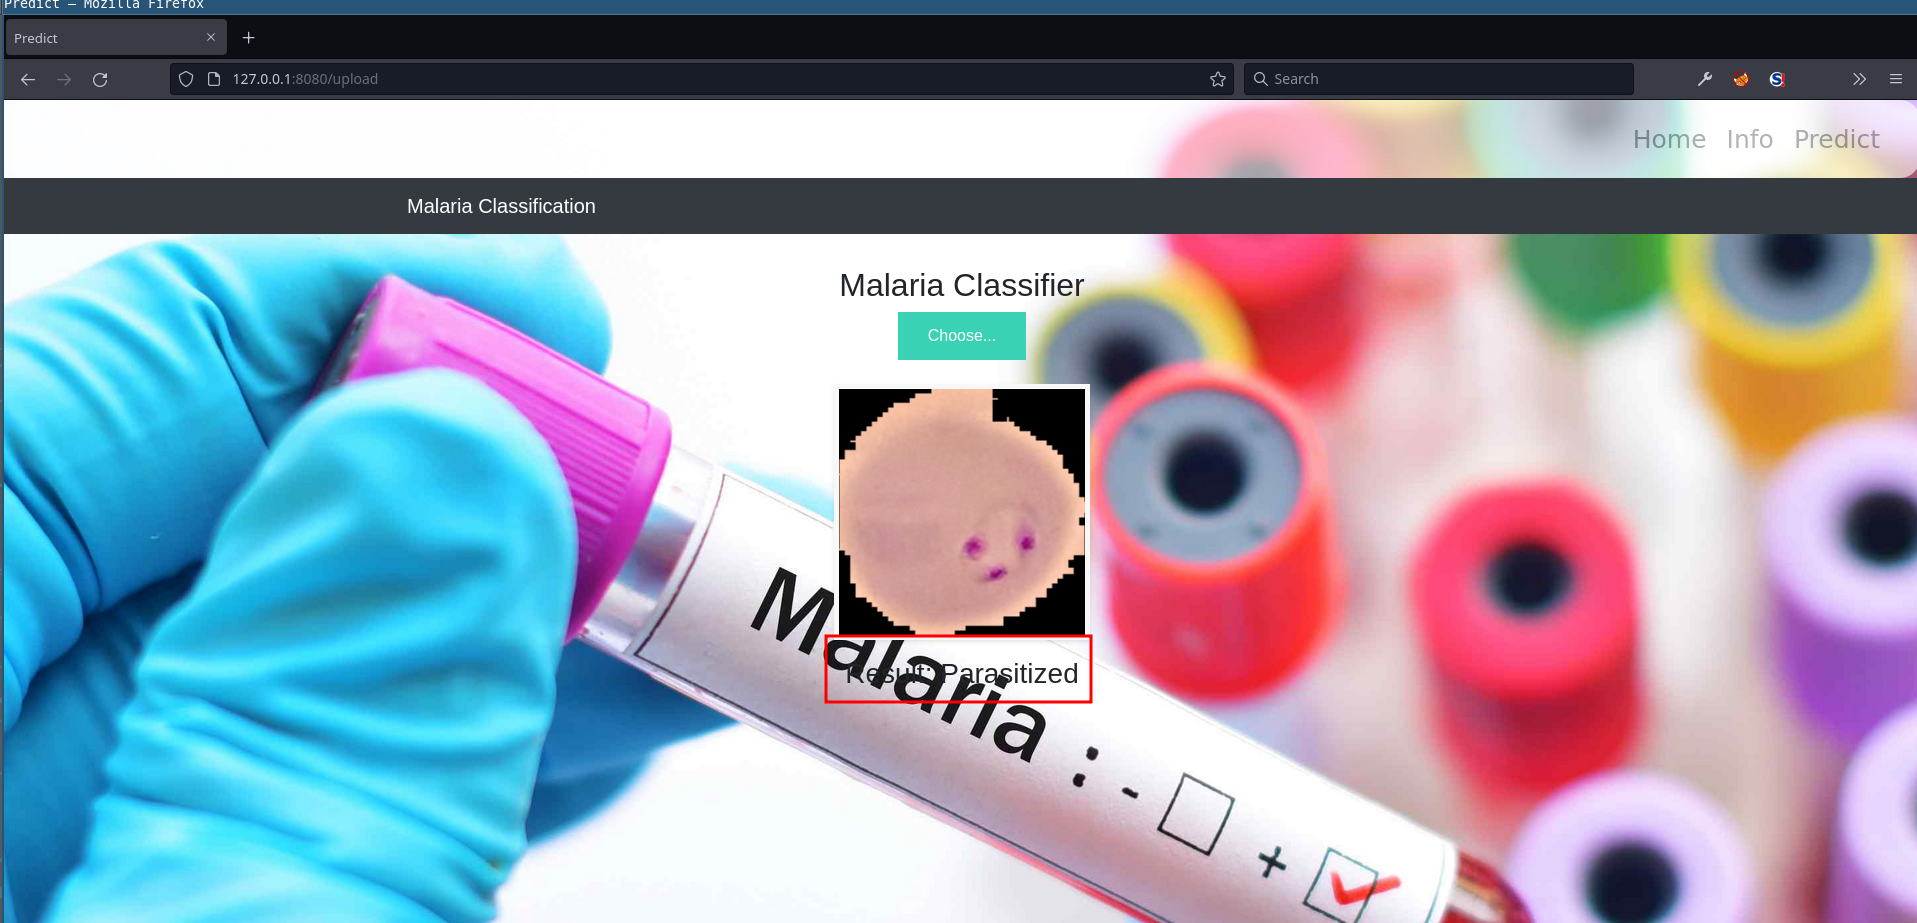 Predict — Mozilla Firefox
Predict
127.0.0.1:8080/upload
Search
Home Info Predict
Malaria Classification
Malaria Classifier
Choose...
Result: Parasitized
Malaria : -
+